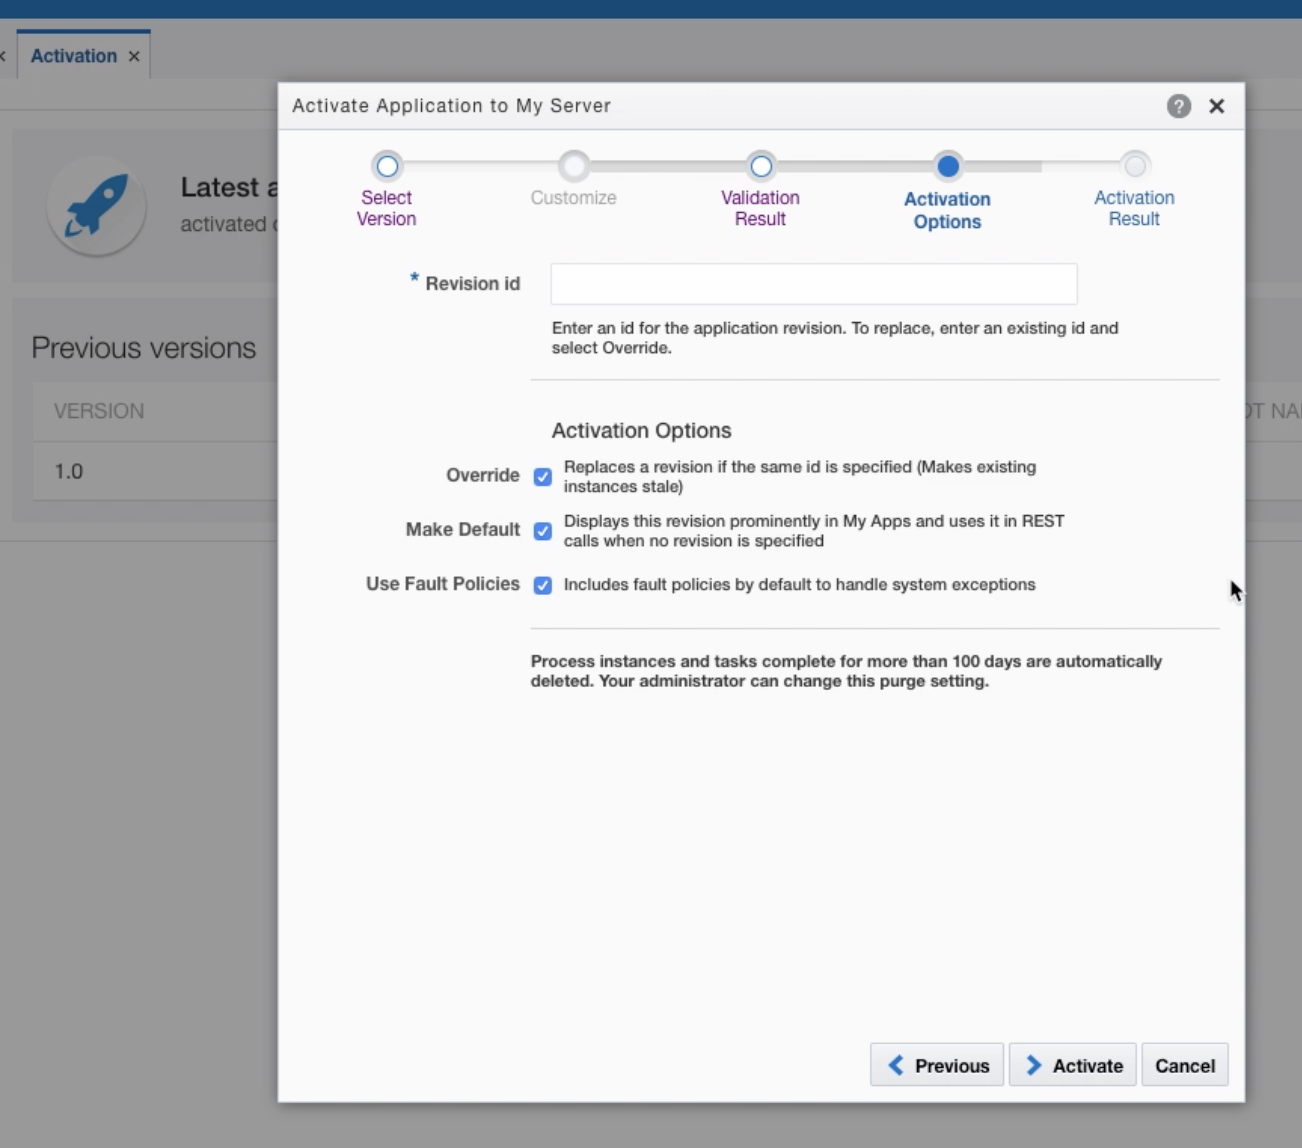 Activation
Activate Application to My Server
Select
Version
Customize
Validation
Result
Activation
Options
Activation
Result
Latest
activated
* Revision id
Enter an id for the application revision. To replace, enter an existing id and
select Override.
Previous versions
VERSION
1.0
Activation Options
Override
Replaces a revision if the same id is specified (Makes existing
instances stale)
Make Default
Displays this revision prominently in My Apps and uses it in REST
calls when no revision is specified
Use Fault Policies
Includes fault policies by default to handle system exceptions
Process instances and tasks complete for more than 100 days are automatically
deleted. Your administrator can change this purge setting.
Previous
Activate
Cancel